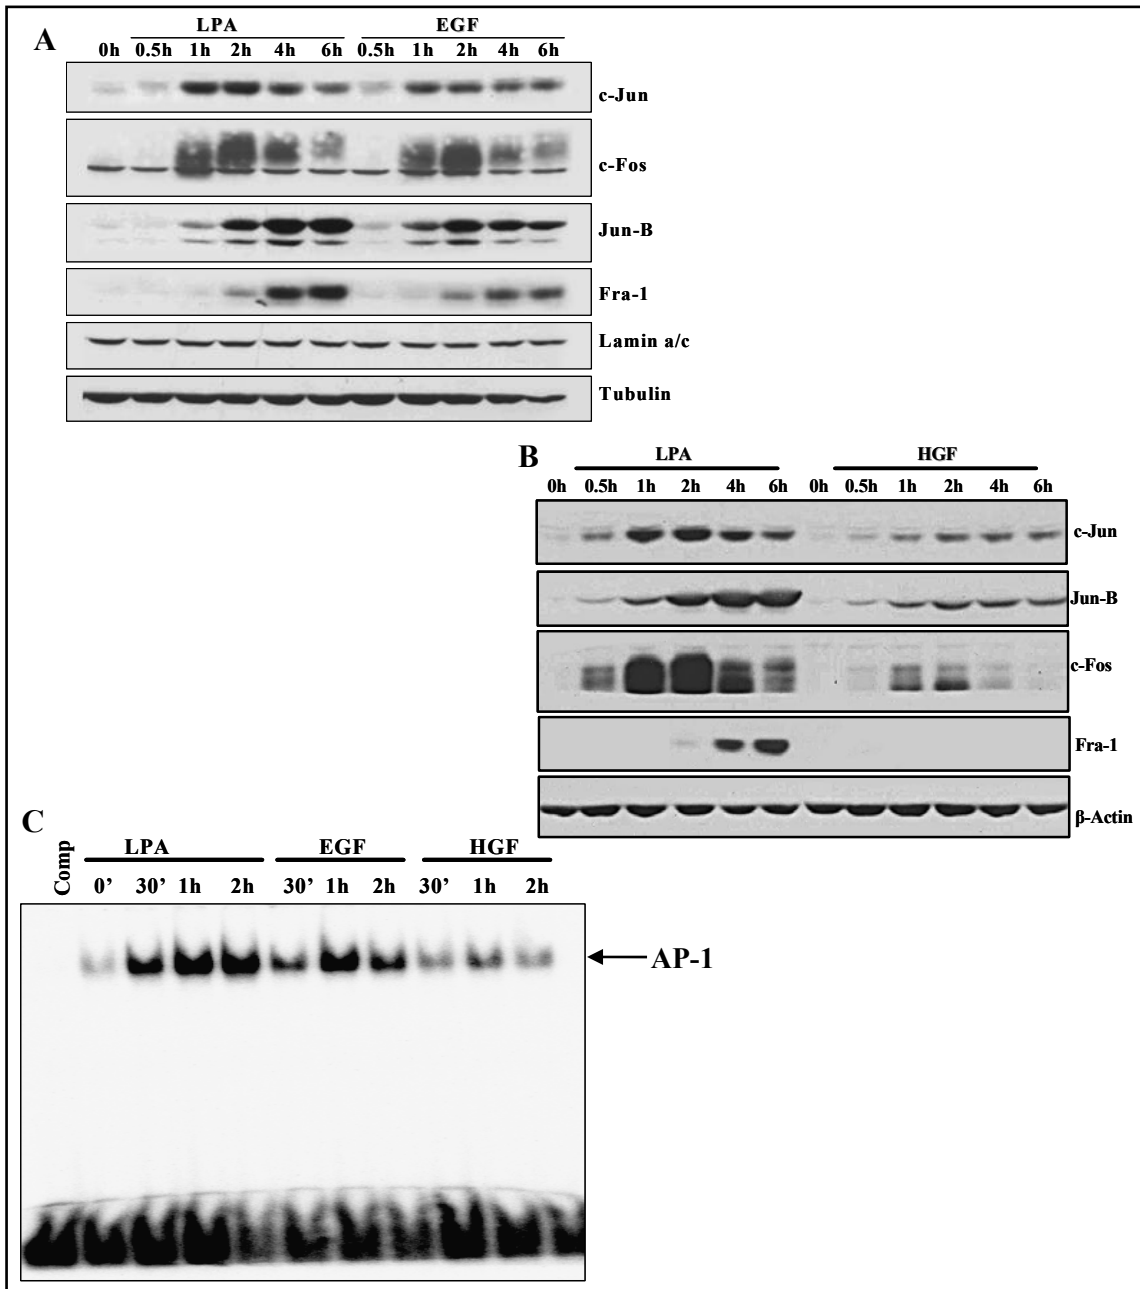 A
LPA EGF
0h 0.5h 1h 2h 4h 6h 0.5h 1h 2h 4h 6h
c-Jun
c-Fos
Jun-B
Fra-1
Lamin a/c
Tubulin
B
LPA HGF
0h 0.5h 1h 2h 4h 6h 0h 0.5h 1h 2h 4h 6h
c-Jun
Jun-B
c-Fos
Fra-1
β-Actin
C
Comp
LPA EGF HGF
0’ 30’ 1h 2h 30’ 1h 2h 30’ 1h 2h
AP-1